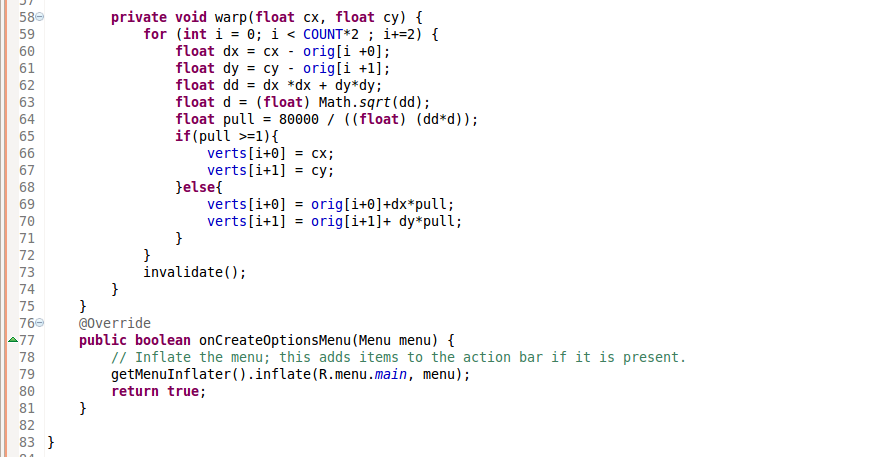 58 private void warp(float cx, float cy) {
59 for (int i = 0; i < COUNT*2 ; i+=2) {
60 float dx = cx - orig[i +0];
61 float dy = cy - orig[i +1];
62 float dd = dx *dx + dy*dy;
63 float d = (float) Math.sqrt(dd);
64 float pull = 80000 / ((float) (dd*d));
65 if(pull >=1){
66 verts[i+0] = cx;
67 verts[i+1] = cy;
68 }else{
69 verts[i+0] = orig[i+0]+dx*pull;
70 verts[i+1] = orig[i+1]+ dy*pull;
71 }
72 }
73 invalidate();
74 }
75 }
76 @Override
77 public boolean onCreateOptionsMenu(Menu menu) {
78 // Inflate the menu; this adds items to the action bar if it is present.
79 getMenuInflater().inflate(R.menu.main, menu);
80 return true;
81 }
82
83 }